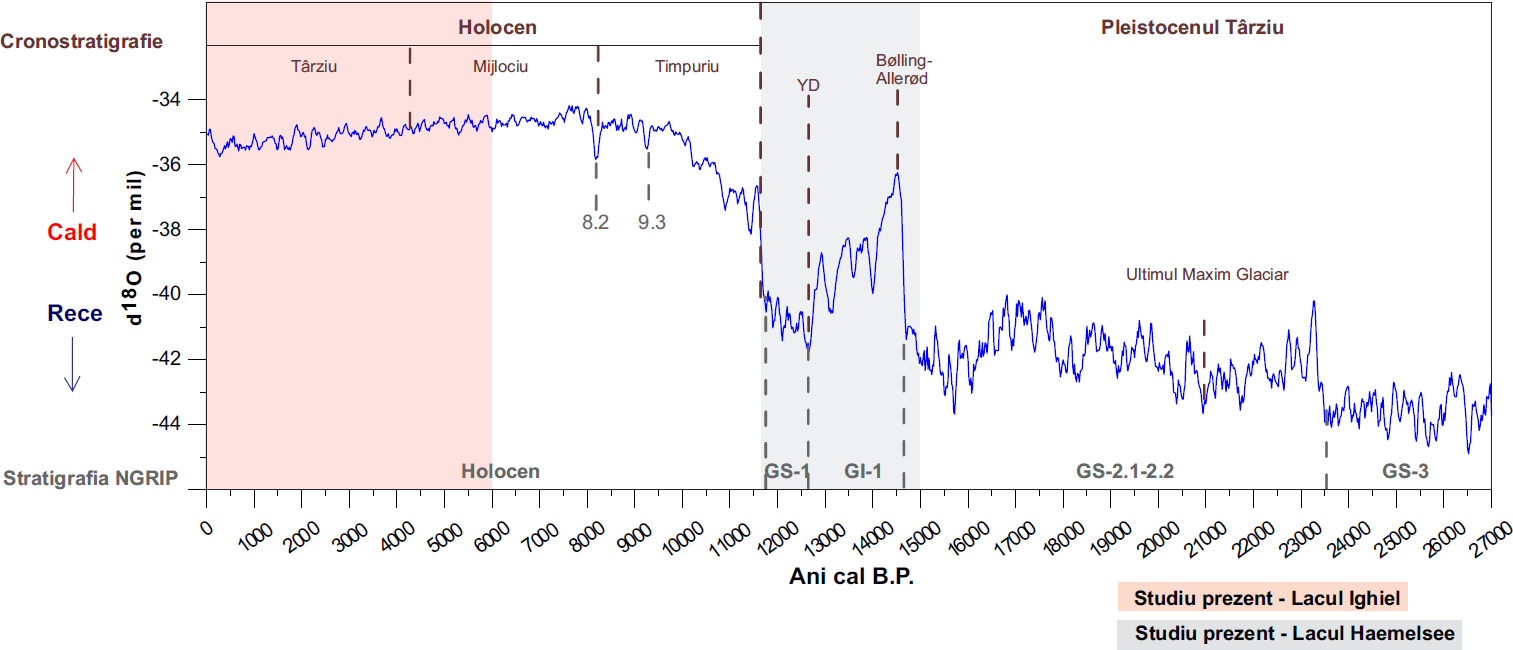 Cronostratigrafie
Holocen
Pleistocenul Târziu
Târziu
Mijlociu
Timpuriu
YD
Bølling-
Allerød
-34
-36
-38
-40
-42
-44
d18O (per mil)
Cald
Rece
8.2
9.3
Ultimul Maxim Glaciar
Stratigrafia NGRIP
Holocen
GS-1
GI-1
GS-2.1-2.2
GS-3
0
1000
2000
3000
4000
5000
6000
7000
8000
9000
10000
11000
12000
13000
14000
15000
16000
17000
18000
19000
20000
21000
22000
23000
24000
25000
26000
27000
Ani cal B.P.
Studiu prezent - Lacul Ighiel
Studiu prezent - Lacul Haemelsee